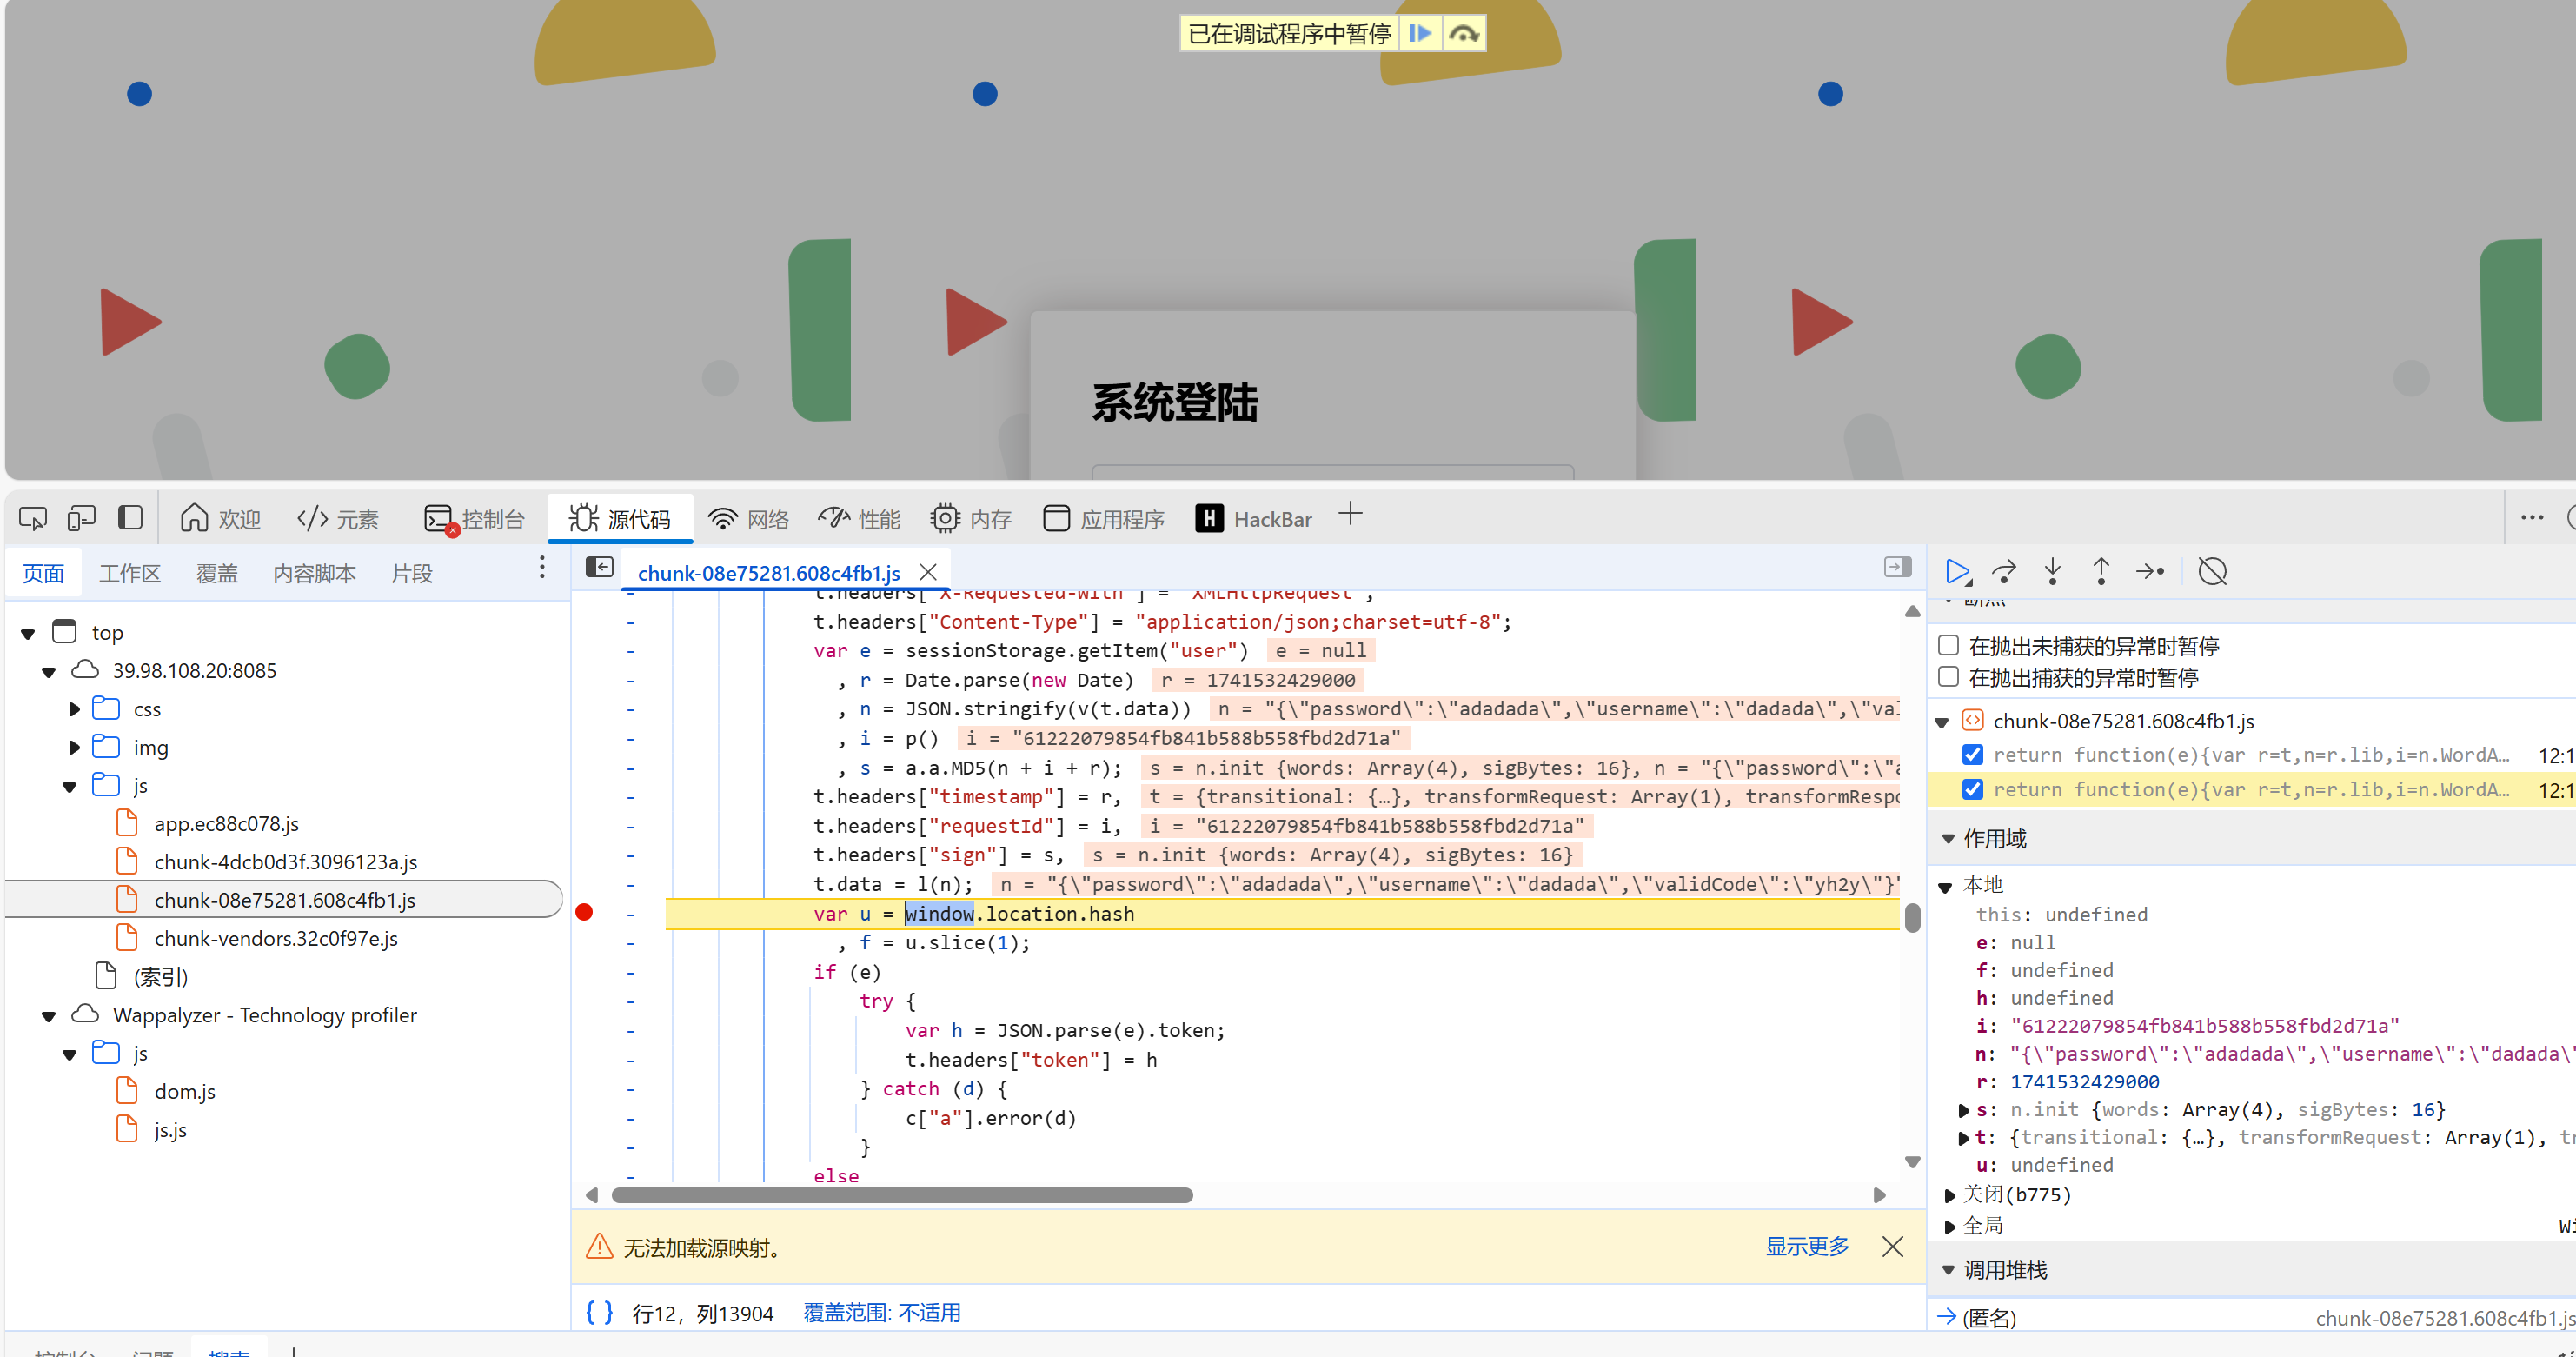 已在调试程序中暂停
系统登陆
欢迎 元素 控制台 源代码 网络 性能 内存 应用程序 HackBar
页面 工作区 覆盖 内容脚本 片段
top
39.98.108.20:8085
css
img
js
app.ec88c078.js
chunk-4dcb0d3f.3096123a.js
chunk-08e75281.608c4fb1.js
chunk-vendors.32c0f97e.js
(索引)
Wappalyzer - Technology profiler
js
dom.js
js.js
chunk-08e75281.608c4fb1.js
t.headers["X-Requested-With"] = "XMLHttpRequest",
t.headers["Content-Type"] = "application/json;charset=utf-8";
var e = sessionStorage.getItem("user") e = null
, r = Date.parse(new Date) r = 1741532429000
, n = JSON.stringify(v(t.data)) n = "{\"password\":\"adadada\",\"username\":\"dadada\",\"val
, i = p() i = "61222079854fb841b588b558fbd2d71a"
, s = a.a.MD5(n + i + r); s = n.init {words: Array(4), sigBytes: 16}, n = "{\"password\":\"a
t.headers["timestamp"] = r, t = {transitional: {…}, transformRequest: Array(1), transformRespo
t.headers["requestId"] = i, i = "61222079854fb841b588b558fbd2d71a"
t.headers["sign"] = s, s = n.init {words: Array(4), sigBytes: 16}
t.data = l(n); n = "{\"password\":\"adadada\",\"username\":\"dadada\",\"validCode\":\"yh2y\"}"
var u = window.location.hash
, f = u.slice(1);
if (e)
try {
var h = JSON.parse(e).token;
t.headers["token"] = h
} catch (d) {
c["a"].error(d)
}
else
无法加载源映射。 显示更多
{ } 行12，列13904 覆盖范围: 不适用
断点
在抛出未捕获的异常时暂停
在抛出捕获的异常时暂停
chunk-08e75281.608c4fb1.js
return function(e){var r=t,n=r.lib,i=n.WordA… 12:1
return function(e){var r=t,n=r.lib,i=n.WordA… 12:1
作用域
本地
this: undefined
e: null
f: undefined
h: undefined
i: "61222079854fb841b588b558fbd2d71a"
n: "{\"password\":\"adadada\",\"username\":\"dadada\"
r: 1741532429000
s: n.init {words: Array(4), sigBytes: 16}
t: {transitional: {…}, transformRequest: Array(1), tr
u: undefined
关闭(b775)
全局 Wi
调用堆栈
(匿名) chunk-08e75281.608c4fb1.js
控制台 问题 搜索